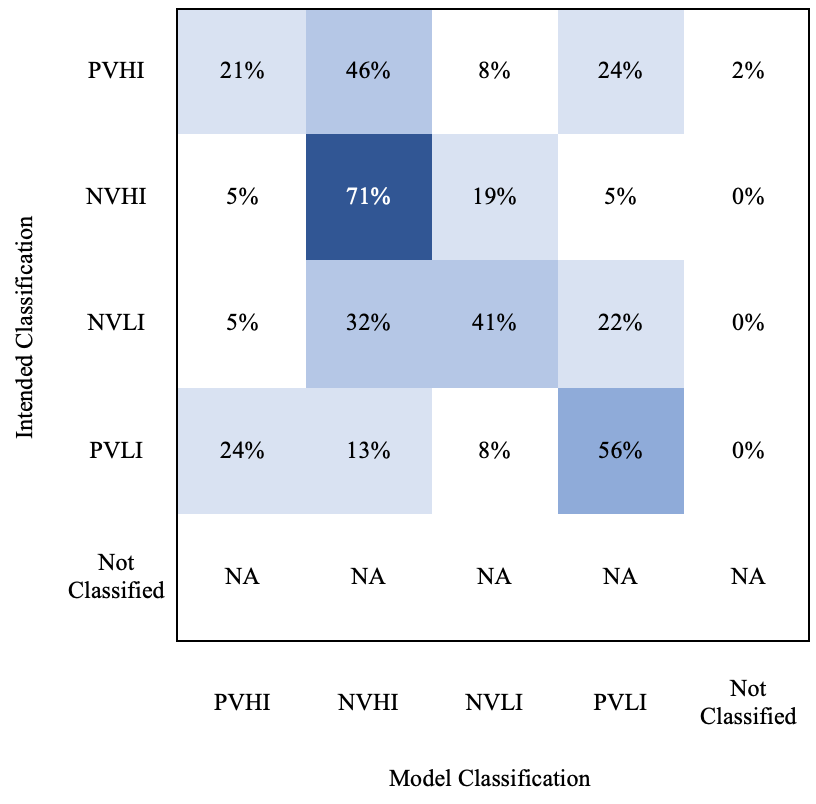 PVHI 21% 46% 8% 24% 2%
NVHI 5% 71% 19% 5% 0%
NVLI 5% 32% 41% 22% 0%
PVLI 24% 13% 8% 56% 0%
Not
Classified NA NA NA NA NA
Intended Classification
PVHI NVHI NVLI PVLI Not
Classified
Model Classification